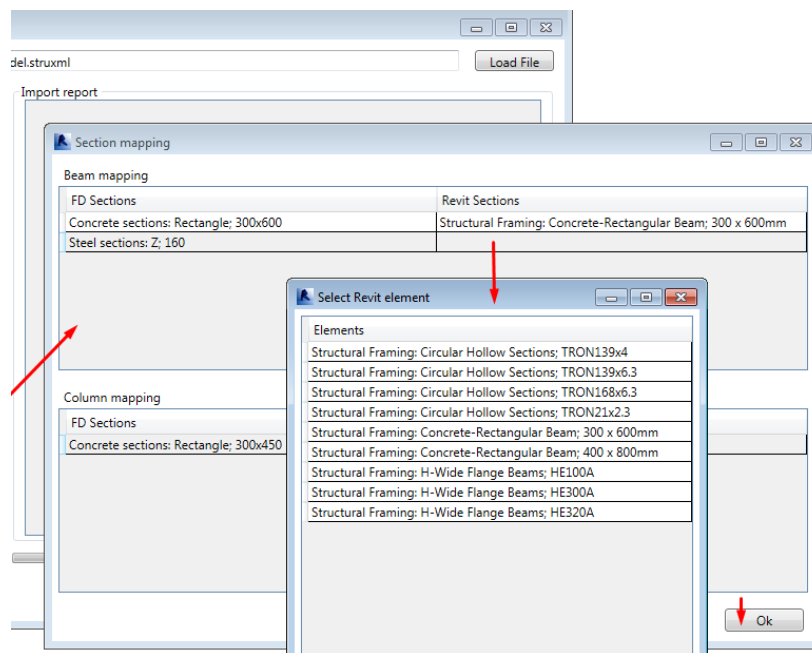 del.struxml
Load File
Import report
Section mapping
Beam mapping
FD Sections Revit Sections
Concrete sections: Rectangle; 300x600 Structural Framing: Concrete-Rectangular Beam; 300 x 600mm
Steel sections: Z; 160
Select Revit element
Elements
Structural Framing: Circular Hollow Sections; TRON139x4
Structural Framing: Circular Hollow Sections; TRON139x6.3
Structural Framing: Circular Hollow Sections; TRON168x6.3
Structural Framing: Circular Hollow Sections; TRON21x2.3
Structural Framing: Concrete-Rectangular Beam; 300 x 600mm
Structural Framing: Concrete-Rectangular Beam; 400 x 800mm
Structural Framing: H-Wide Flange Beams; HE100A
Structural Framing: H-Wide Flange Beams; HE300A
Structural Framing: H-Wide Flange Beams; HE320A
Column mapping
FD Sections
Concrete sections: Rectangle; 300x450
Ok